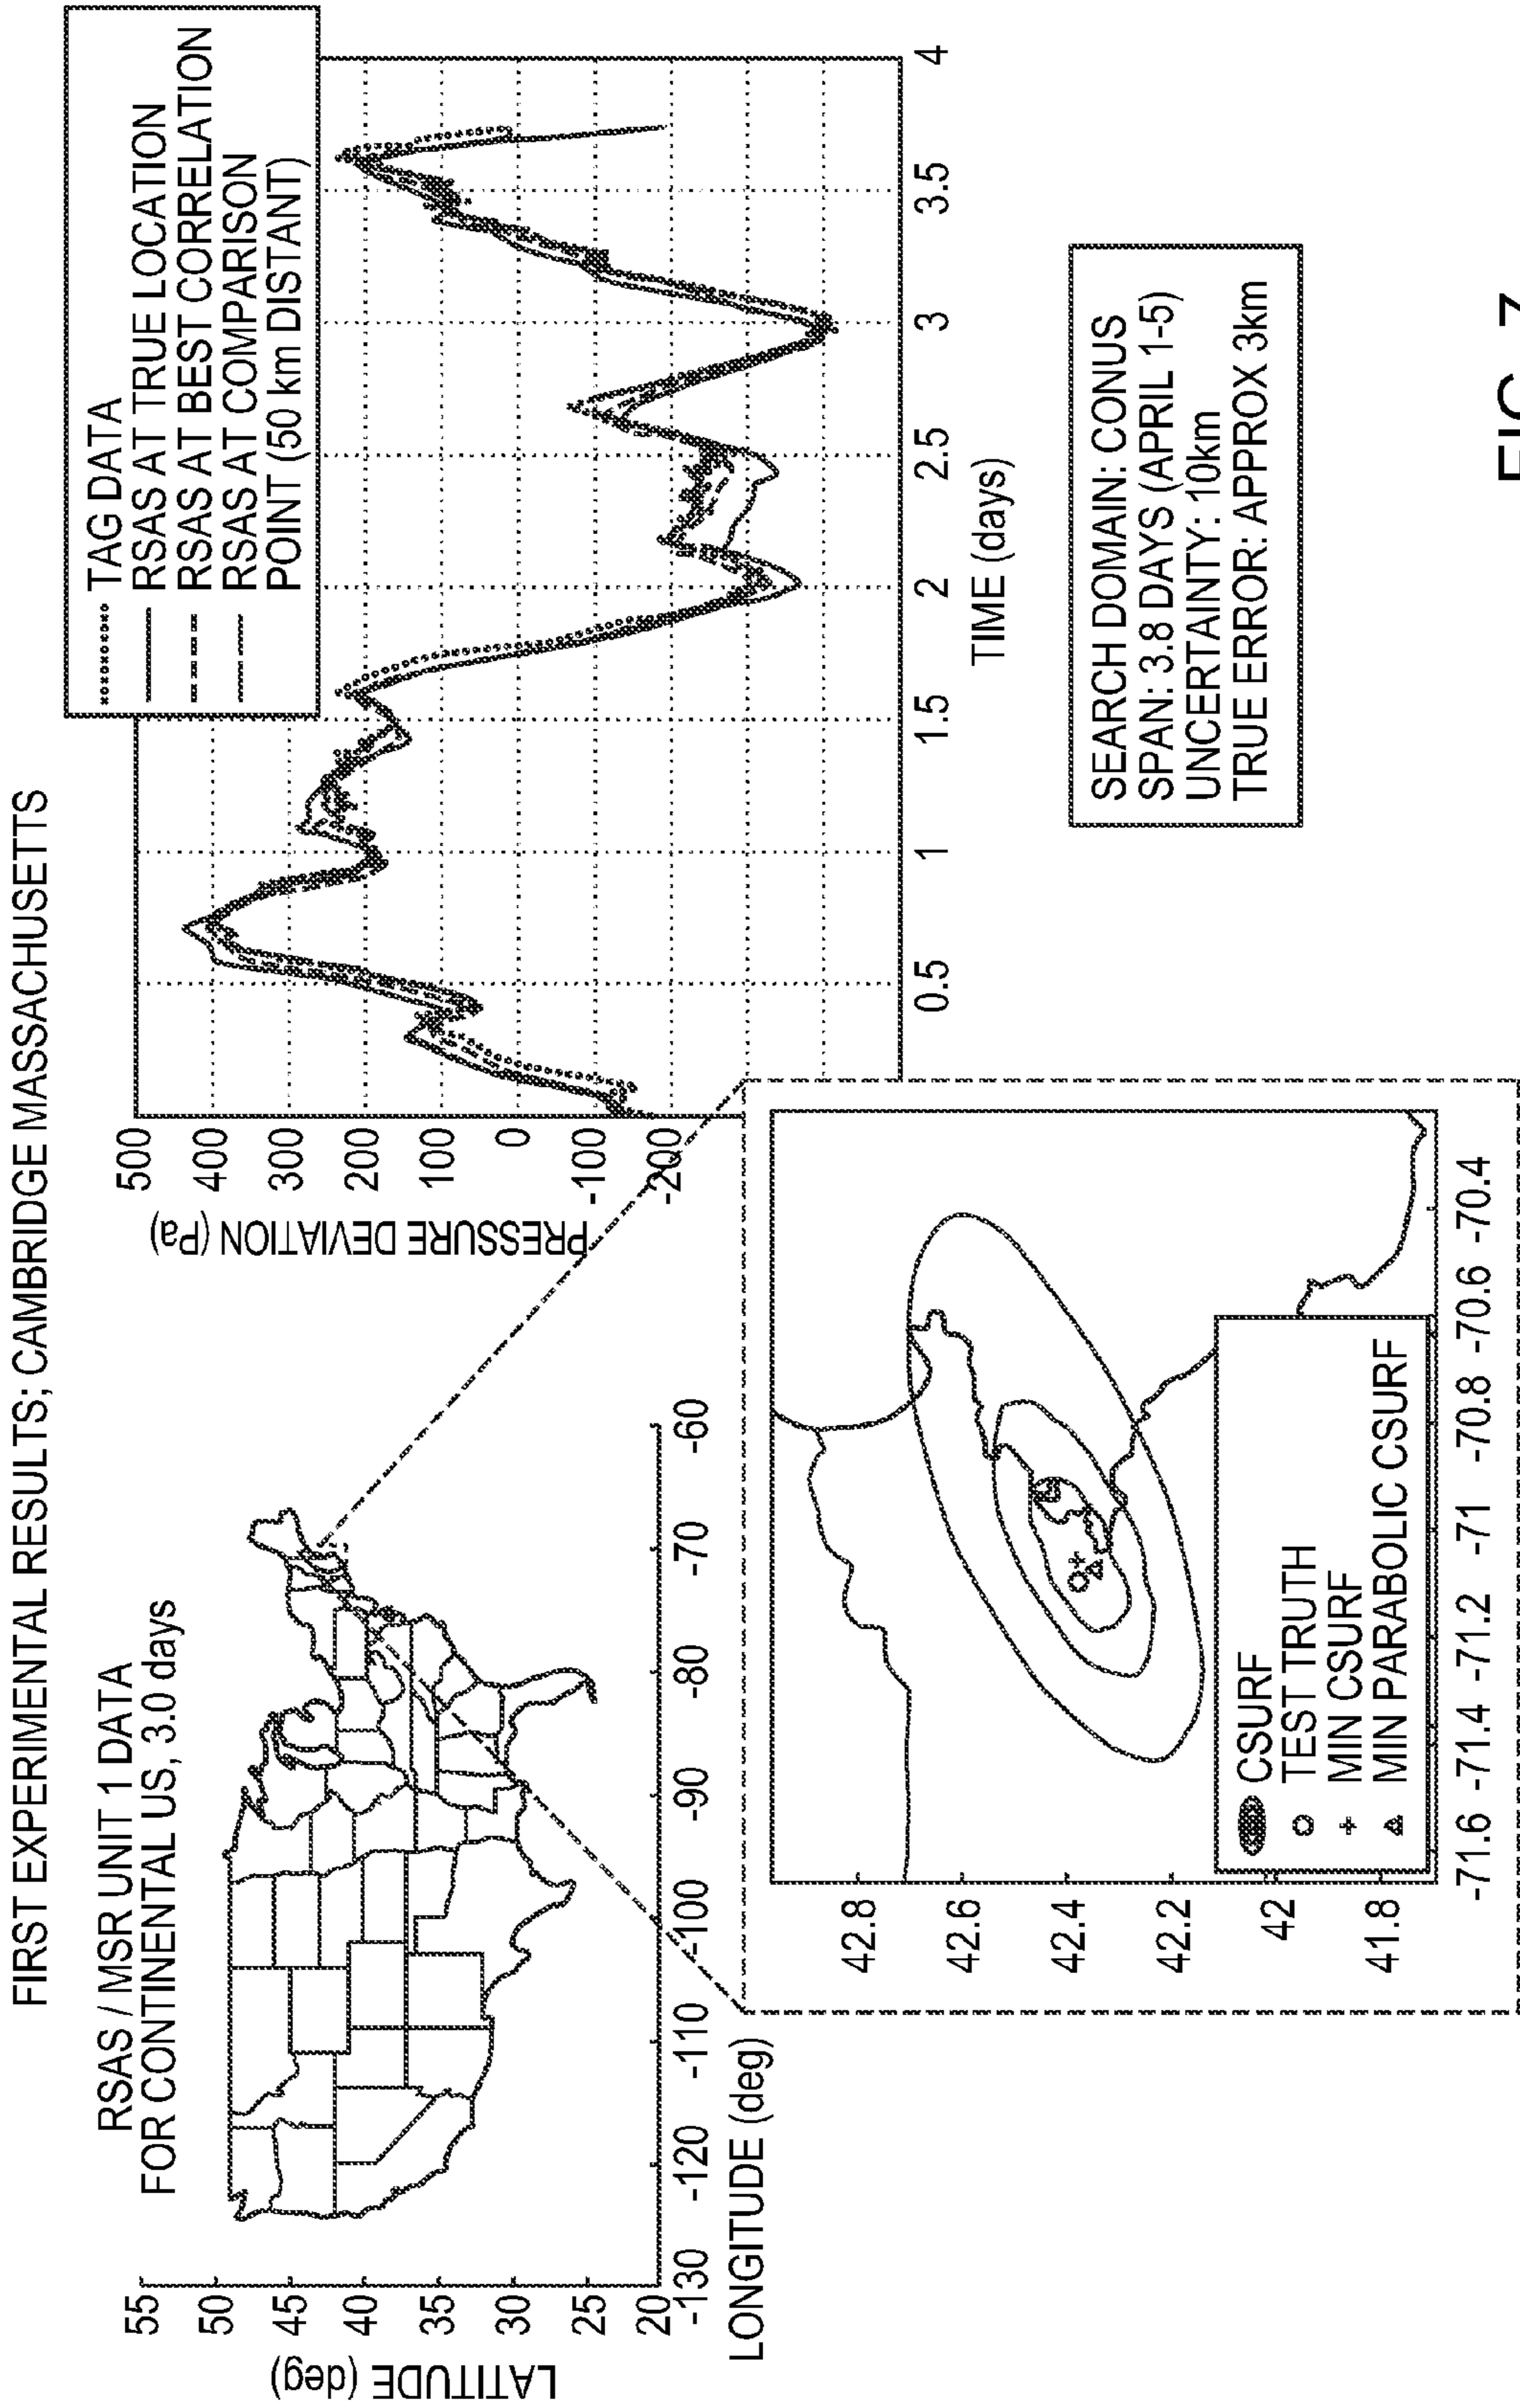 FIRST EXPERIMENTAL RESULTS; CAMBRIDGE MASSACHUSETTS
RSAS / MSR UNIT 1 DATA
FOR CONTINENTAL US, 3.0 days
55
50
45
40
35
30
25
20
LATITUDE (deg)
-130 -120 -110 -100 -90 -80 -70 -60
LONGITUDE (deg)
TAG DATA
RSAS AT TRUE LOCATION
RSAS AT BEST CORRELATION
RSAS AT COMPARISON
POINT (50 km DISTANT)
500
400
300
200
100
0
-100
-200
PRESSURE DEVIATION (Pa)
0.5 1 1.5 2 2.5 3 3.5 4
TIME (days)
42.8
42.6
42.4
42.2
42
41.8
CSURF
TEST TRUTH
MIN CSURF
MIN PARABOLIC CSURF
-71.6 -71.4 -71.2 -71 -70.8 -70.6 -70.4
SEARCH DOMAIN: CONUS
SPAN: 3.8 DAYS (APRIL 1-5)
UNCERTAINTY: 10km
TRUE ERROR: APPROX 3km